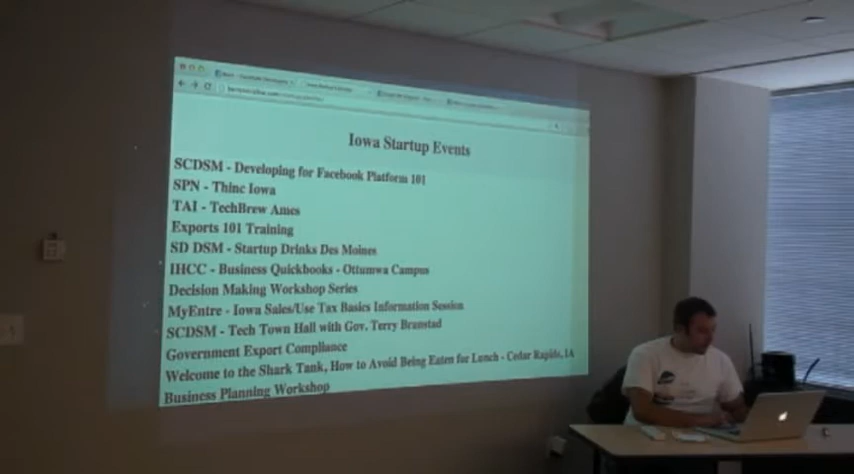 Iowa Startup Events
SCDSM - Developing for Facebook Platform 101
SPN - Thinc Iowa
TAI - TechBrew Ames
Exports 101 Training
SD DSM - Startup Drinks Des Moines
IHCC - Business Quickbooks - Ottumwa Campus
Decision Making Workshop Series
MyEntre - Iowa Sales/Use Tax Basics Information Session
SCDSM - Tech Town Hall with Gov. Terry Branstad
Government Export Compliance
Welcome to the Shark Tank, How to Avoid Being Eaten for Lunch - Cedar Rapids, IA
Business Planning Workshop